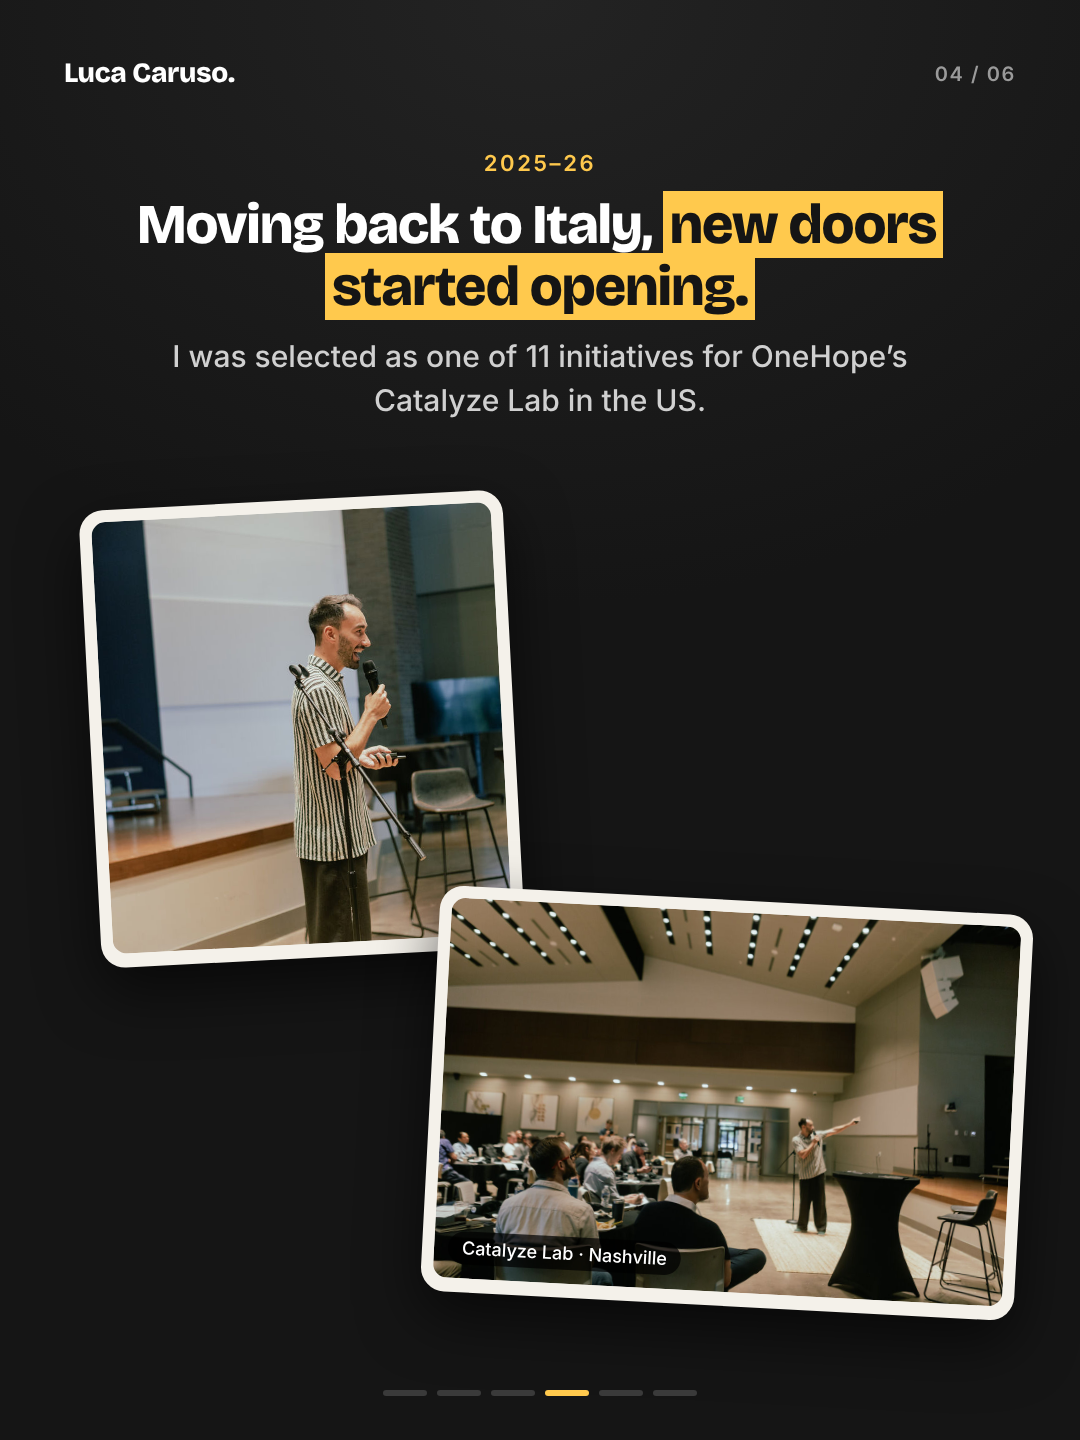 Luca Caruso.
04 / 06
2025–26
Moving back to Italy, new doors
started opening.
I was selected as one of 11 initiatives for OneHope’s
Catalyze Lab in the US.
Catalyze Lab · Nashville